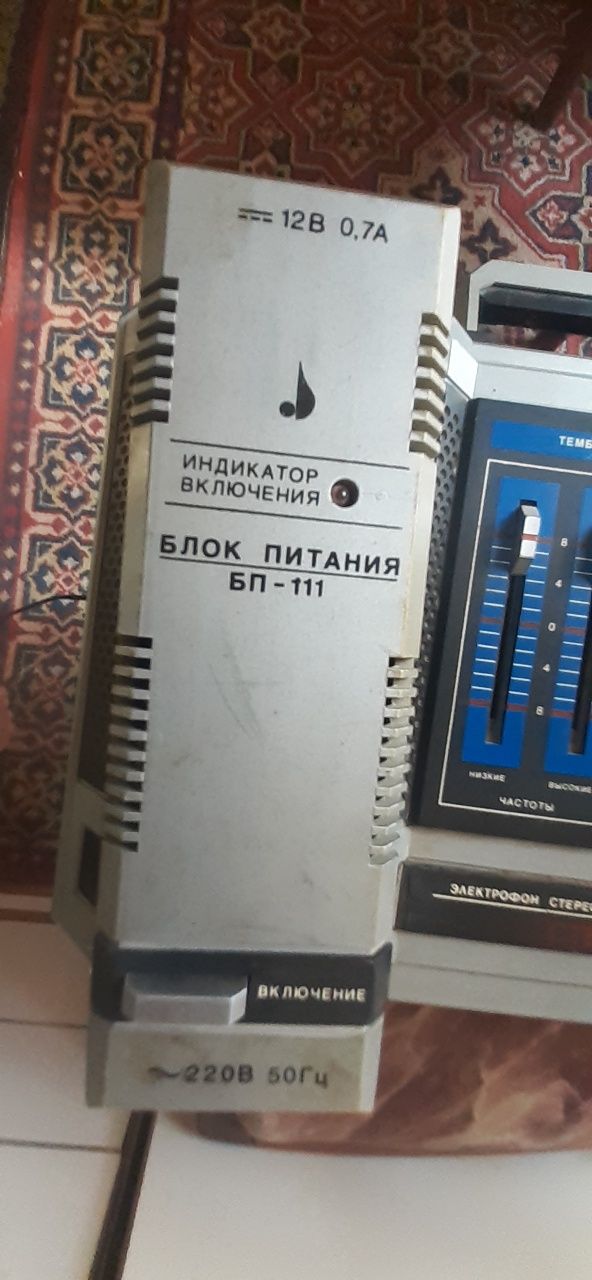 ⎓ 12В 0,7А
ИНДИКАТОР
ВКЛЮЧЕНИЯ
БЛОК ПИТАНИЯ
БП-111
ВКЛЮЧЕНИЕ
~220В 50Гц
ТЕМБ
8
4
0
4
8
НИЗКИЕ
ВЫСОКИЕ
ЧАСТОТЫ
ЭЛЕКТРОФОН СТЕРЕО